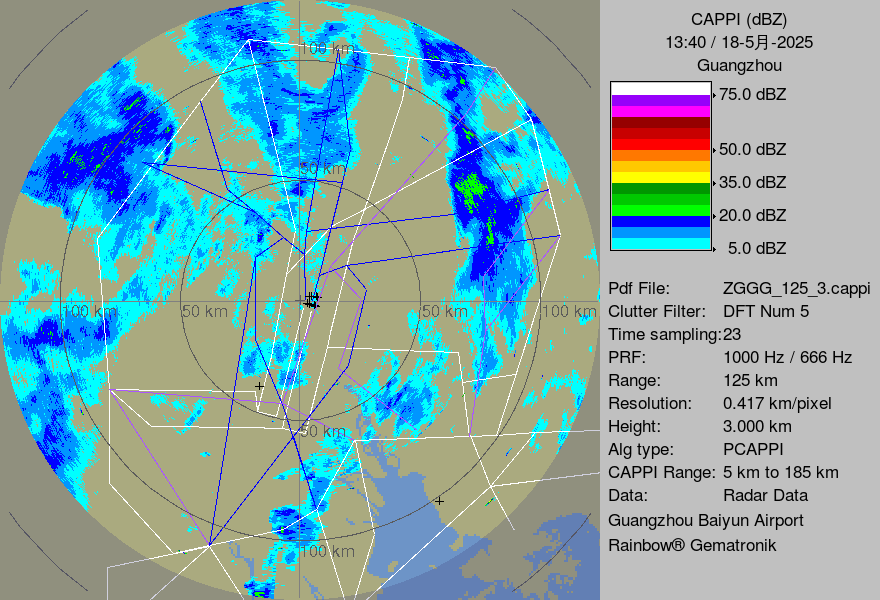 CAPPI (dBZ)
13:40 / 18-5月-2025
Guangzhou
75.0 dBZ
50.0 dBZ
35.0 dBZ
20.0 dBZ
5.0 dBZ
Pdf File: ZGGG_125_3.cappi
Clutter Filter: DFT Num 5
Time sampling:23
PRF: 1000 Hz / 666 Hz
Range: 125 km
Resolution: 0.417 km/pixel
Height: 3.000 km
Alg type: PCAPPI
CAPPI Range: 5 km to 185 km
Data: Radar Data
Guangzhou Baiyun Airport
Rainbow® Gematronik
100 km
50 km
100 km
50 km
50 km
100 km
50 km
100 km